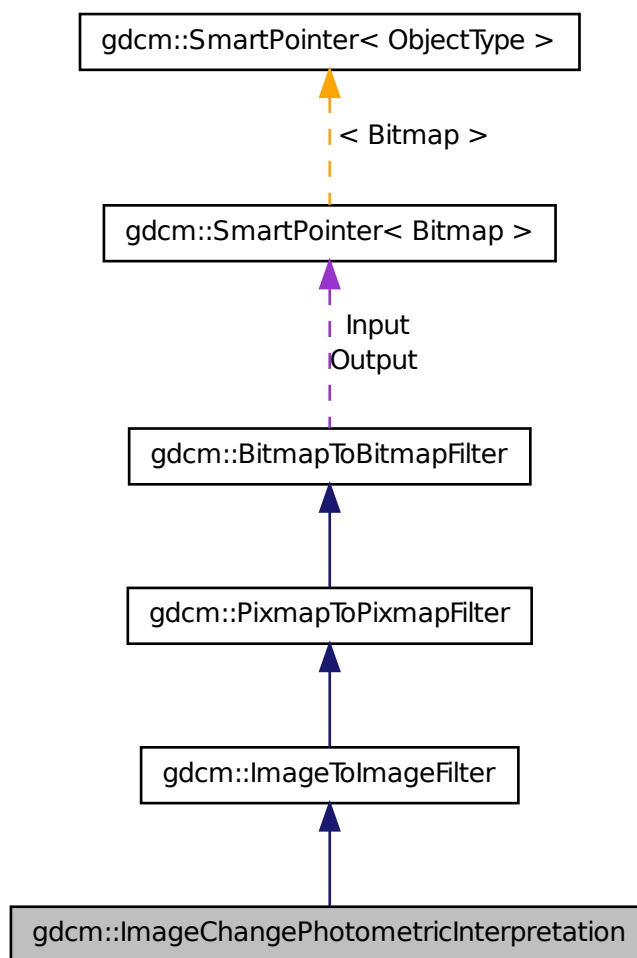 gdcm::SmartPointer< ObjectType >
< Bitmap >
gdcm::SmartPointer< Bitmap >
Input
Output
gdcm::BitmapToBitmapFilter
gdcm::PixmapToPixmapFilter
gdcm::ImageToImageFilter
gdcm::ImageChangePhotometricInterpretation